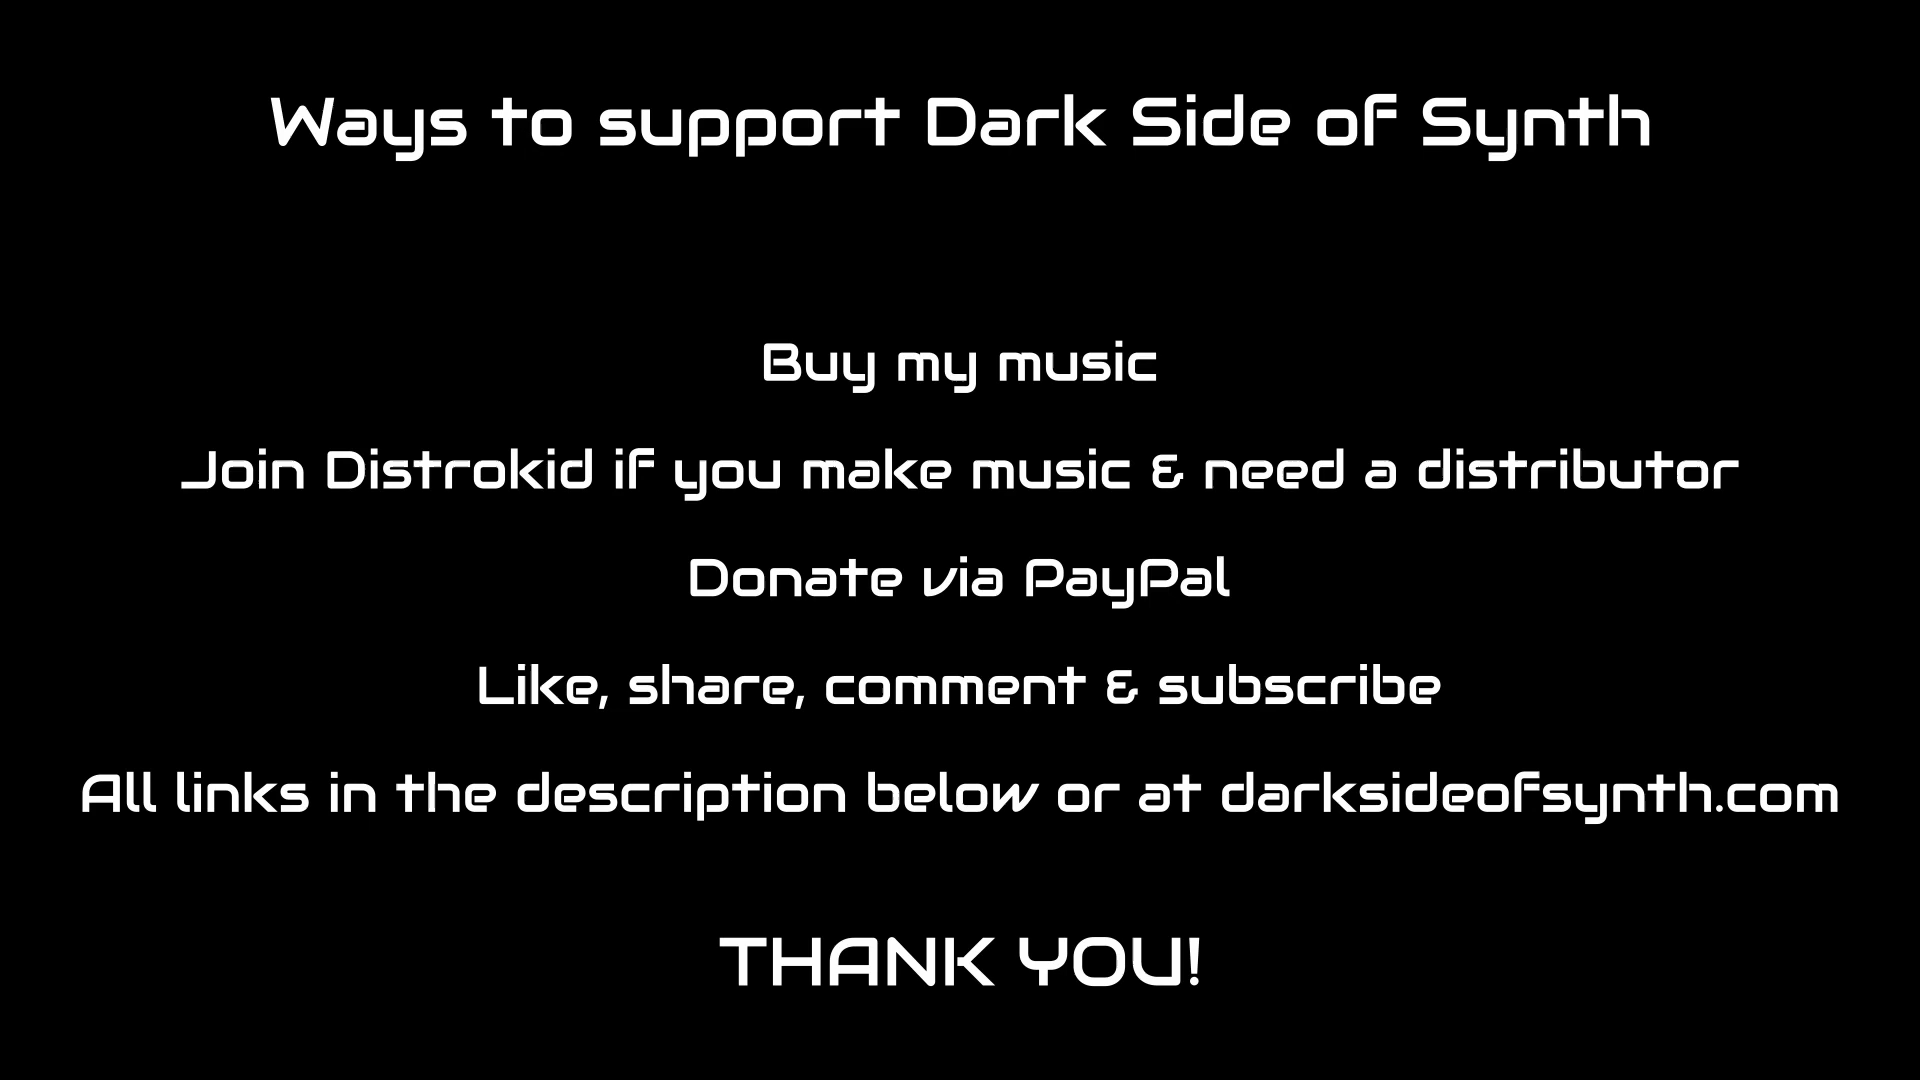 Ways to support Dark Side of Synth
Buy my music
Join Distrokid if you make music & need a distributor
Donate via PayPal
Like, share, comment & subscribe
All links in the description below or at darksideofsynth.com
THANK YOU!